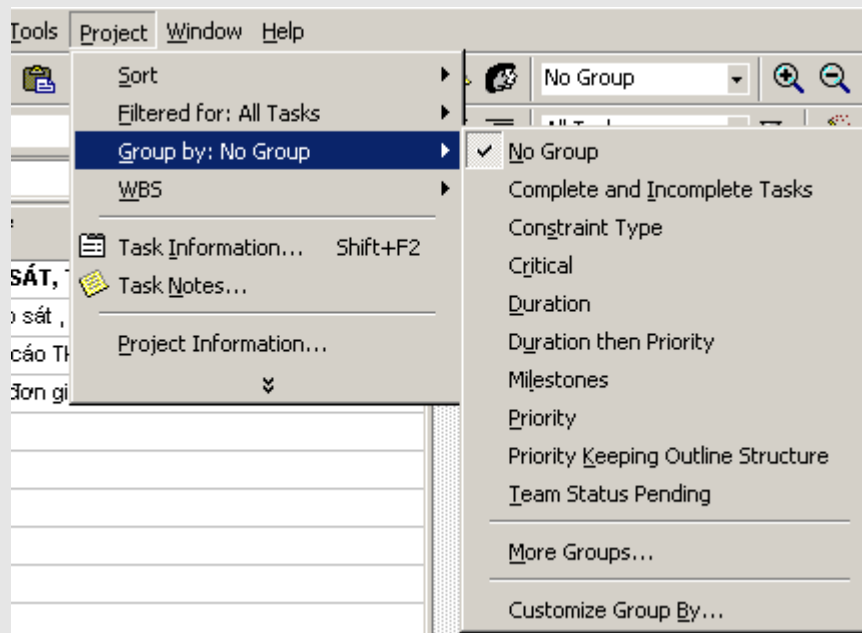 Tools Project Window Help
No Group
Sort
Filtered for: All Tasks
Group by: No Group
WBS
Task Information... Shift+F2
Task Notes...
Project Information...
No Group
Complete and Incomplete Tasks
Constraint Type
Critical
Duration
Duration then Priority
Milestones
Priority
Priority Keeping Outline Structure
Team Status Pending
More Groups...
Customize Group By...
SÁT,
sát ,
cáo
đơn